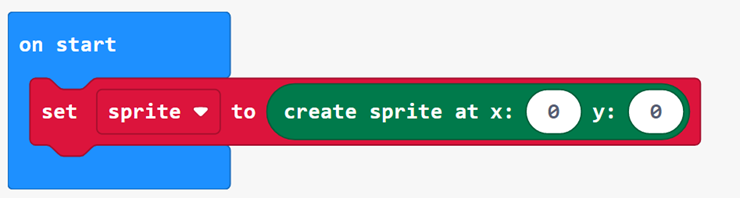 on start
set sprite to create sprite at x: 0 y: 0